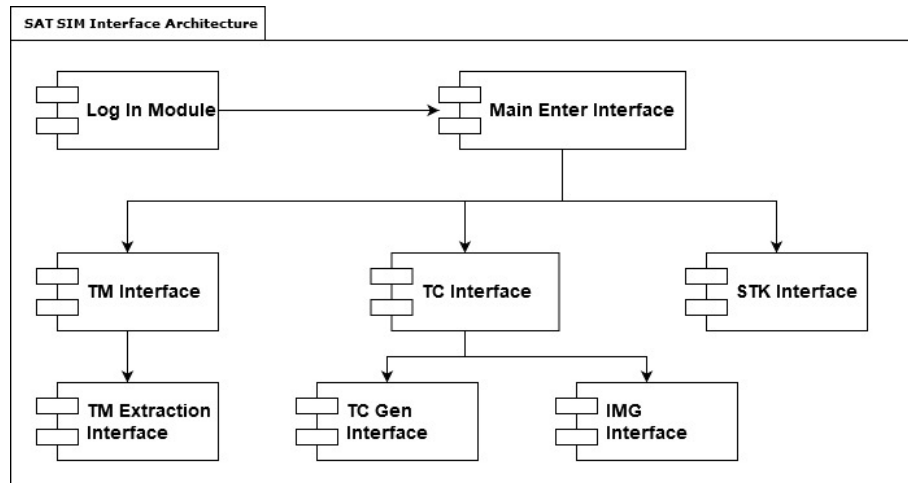 SAT SIM Interface Architecture
Log In Module
Main Enter Interface
TM Interface
TC Interface
STK Interface
TM Extraction
Interface
TC Gen
Interface
IMG
Interface